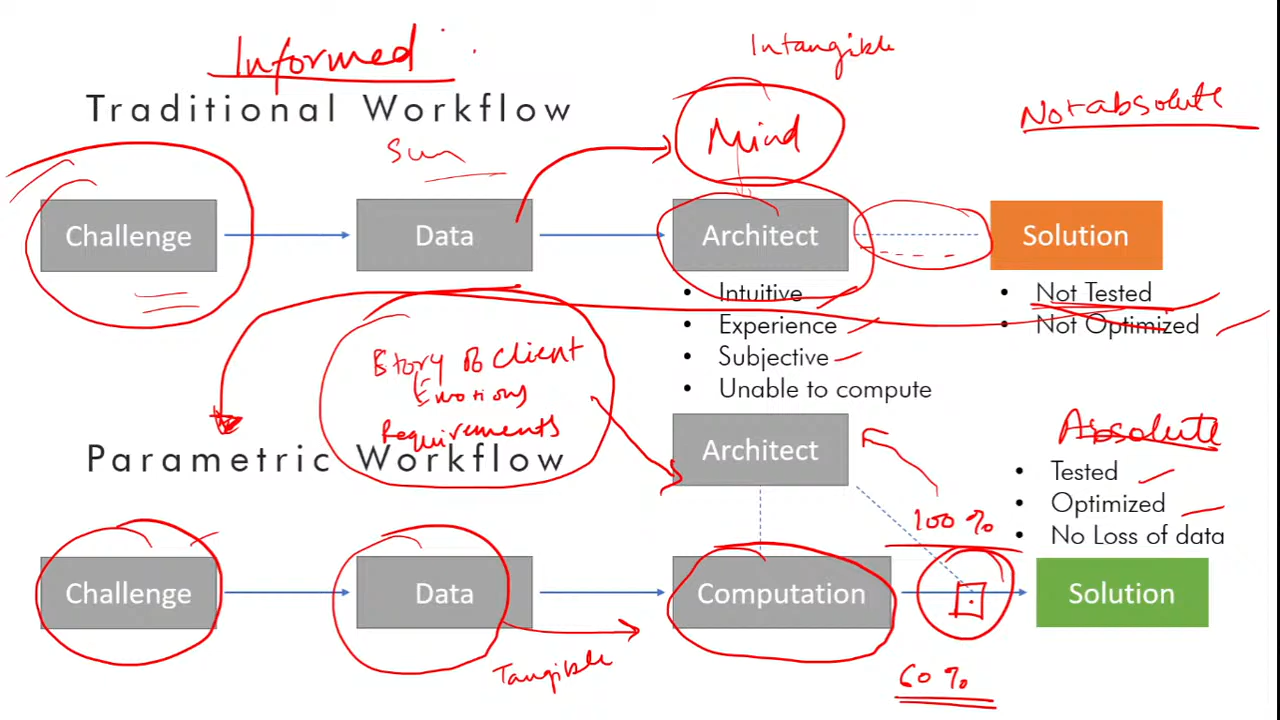 Informed
Intangible
Traditional Workflow
Not absolute
Sun
Mind
Challenge
Data
Architect
Solution
• Intuitive
• Experience
• Subjective
• Unable to compute
• Not Tested
• Not Optimized
Story of Client
Emotions
Requirements
Parametric Workflow
Architect
Absolute
• Tested
• Optimized
• No Loss of data
100 %
Challenge
Data
Computation
Solution
Tangible
60 %